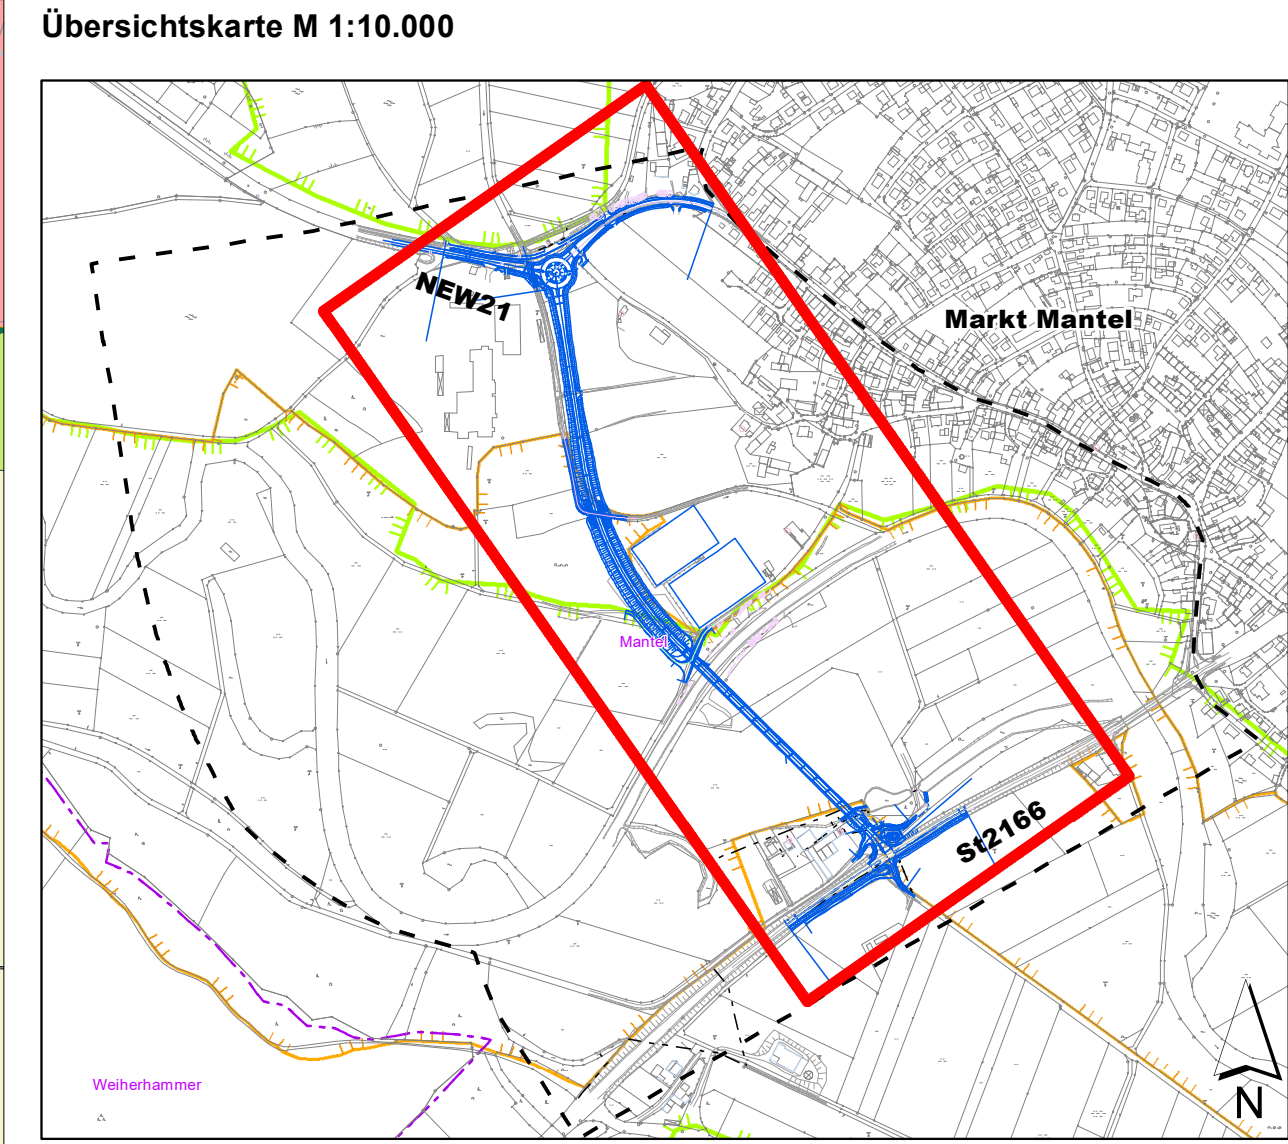 Übersichtskarte M 1:10.000
NEW21
Markt Mantel
Mantel
St2166
Weiherhammer
N